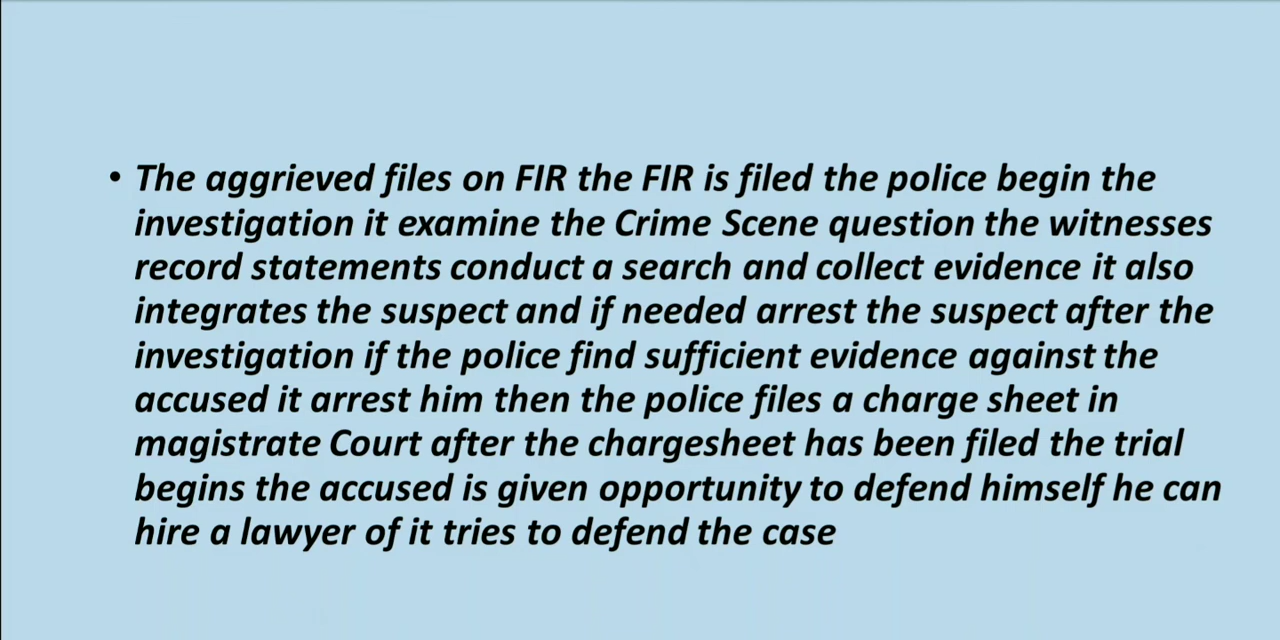 • The aggrieved files on FIR the FIR is filed the police begin the
investigation it examine the Crime Scene question the witnesses
record statements conduct a search and collect evidence it also
integrates the suspect and if needed arrest the suspect after the
investigation if the police find sufficient evidence against the
accused it arrest him then the police files a charge sheet in
magistrate Court after the chargesheet has been filed the trial
begins the accused is given opportunity to defend himself he can
hire a lawyer of it tries to defend the case